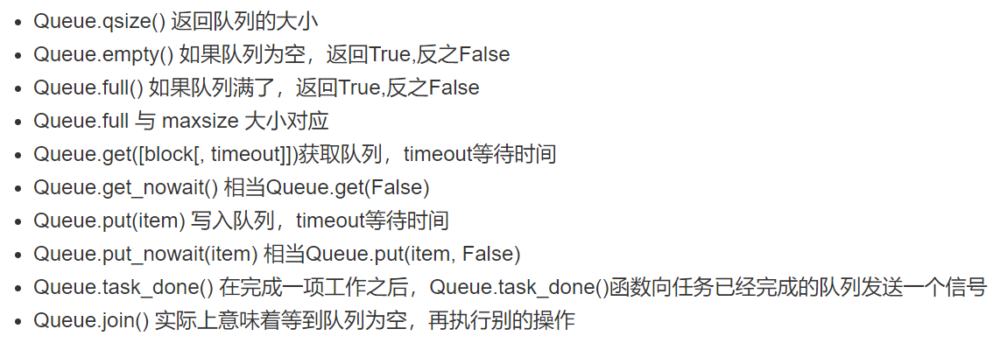 Queue.qsize() 返回队列的大小
Queue.empty() 如果队列为空，返回True,反之False
Queue.full() 如果队列满了，返回True,反之False
Queue.full 与 maxsize 大小对应
Queue.get([block[, timeout]])获取队列，timeout等待时间
Queue.get_nowait() 相当Queue.get(False)
Queue.put(item) 写入队列，timeout等待时间
Queue.put_nowait(item) 相当Queue.put(item, False)
Queue.task_done() 在完成一项工作之后，Queue.task_done()函数向任务已经完成的队列发送一个信号
Queue.join() 实际上意味着等到队列为空，再执行别的操作